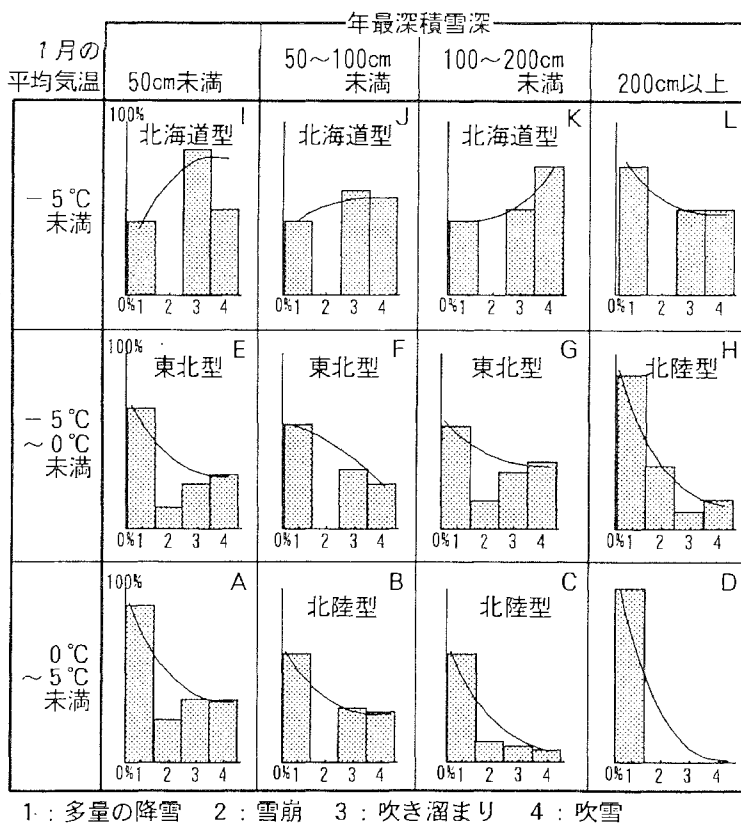 年最深積雪深
1月の
平均気温
50cm未満
50～100cm
未満
100～200cm
未満
200cm以上
－5℃
未満
100%
I
北海道型
0% 1 2 3 4
J
北海道型
0% 1 2 3 4
K
北海道型
0% 1 2 3 4
L
0% 1 2 3 4
－5℃
～0℃
未満
100%
E
東北型
0% 1 2 3 4
F
東北型
0% 1 2 3 4
G
東北型
0% 1 2 3 4
H
北陸型
0% 1 2 3 4
0℃
～5℃
未満
100%
A
0% 1 2 3 4
B
北陸型
0% 1 2 3 4
C
北陸型
0% 1 2 3 4
D
0% 1 2 3 4
1：多量の降雪 2：雪崩 3：吹き溜まり 4：吹雪